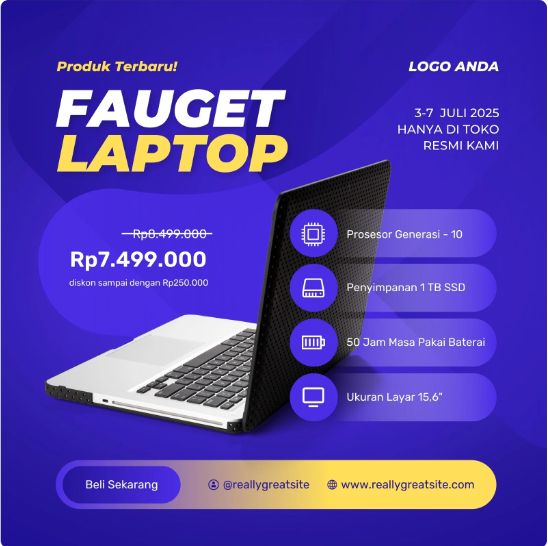 Produk Terbaru!
LOGO ANDA
FAUGET
LAPTOP
3-7 JULI 2025
HANYA DI TOKO
RESMI KAMI
Rp8.499.000
Rp7.499.000
diskon sampai dengan Rp250.000
Prosesor Generasi - 10
Penyimpanan 1 TB SSD
50 Jam Masa Pakai Baterai
Ukuran Layar 15,6"
Beli Sekarang
@reallygreatsite
www.reallygreatsite.com